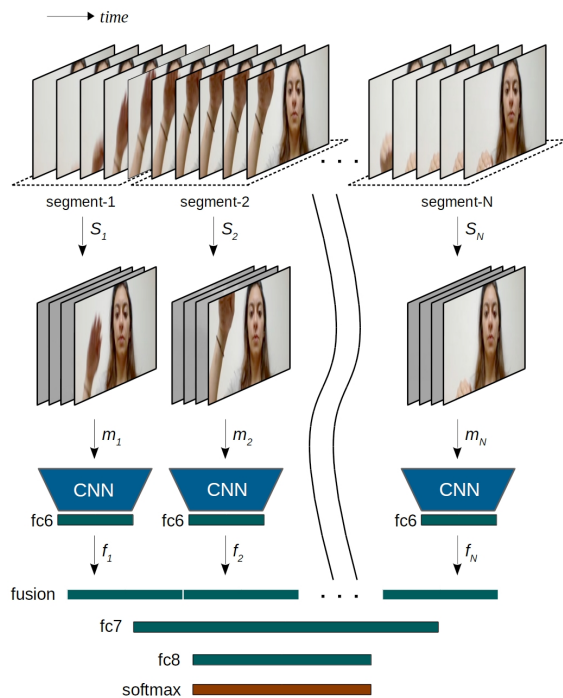 time
. . .
segment-1 segment-2 segment-N
S1 S2 SN
m1 m2 mN
CNN CNN CNN
fc6 fc6 fc6
f1 f2 fN
fusion . . .
fc7
fc8
softmax